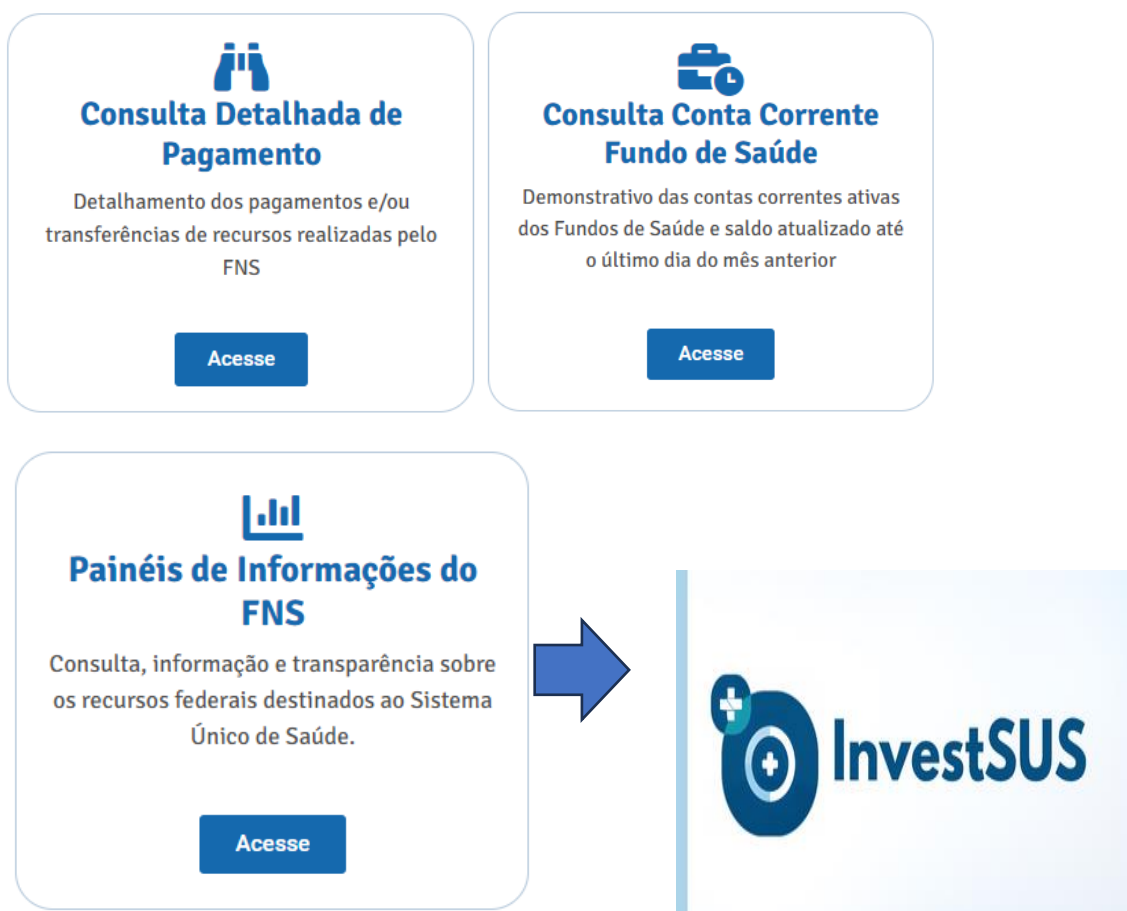 Consulta Detalhada de
Pagamento
Detalhamento dos pagamentos e/ou
transferências de recursos realizadas pelo
FNS
Acesse
Consulta Conta Corrente
Fundo de Saúde
Demonstrativo das contas correntes ativas
dos Fundos de Saúde e saldo atualizado até
o último dia do mês anterior
Acesse
Painéis de Informações do
FNS
Consulta, informação e transparência sobre
os recursos federais destinados ao Sistema
Único de Saúde.
Acesse
InvestSUS